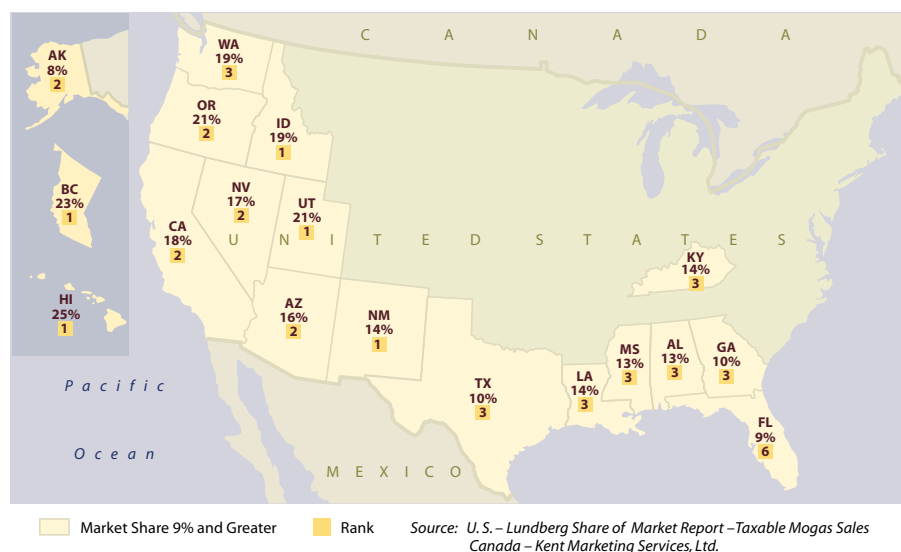 C A N A D A
AK
8%
2
WA
19%
3
OR
21%
2
ID
19%
1
BC
23%
1
NV
17%
2
UT
21%
1
CA
18%
2
U N I T E D S T A T E S
KY
14%
3
HI
25%
1
AZ
16%
2
NM
14%
1
MS
13%
3
AL
13%
3
GA
10%
3
TX
10%
3
LA
14%
3
FL
9%
6
Pacific
Ocean
M E X I C O
Market Share 9% and Greater
Rank
Source: U. S. – Lundberg Share of Market Report –Taxable Mogas Sales
Canada – Kent Marketing Services, Ltd.